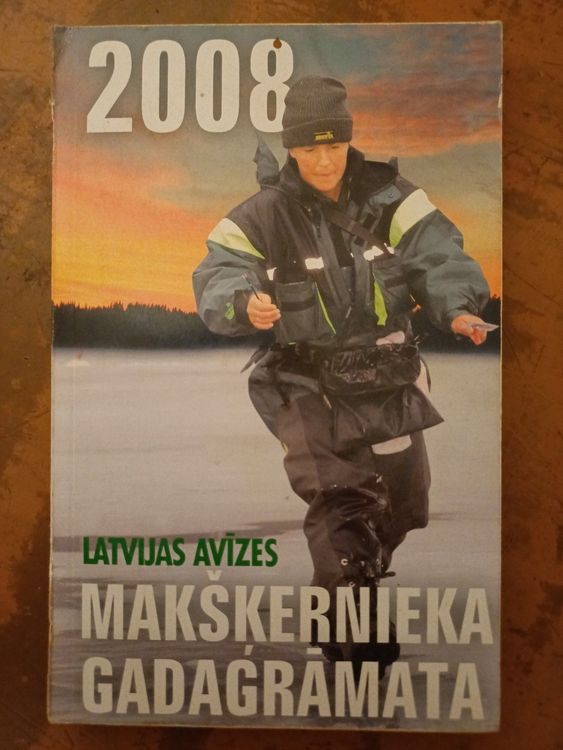 2008
LATVIJAS AVĪZES
MAKŠĶERNIEKA
GADAGRĀMATA